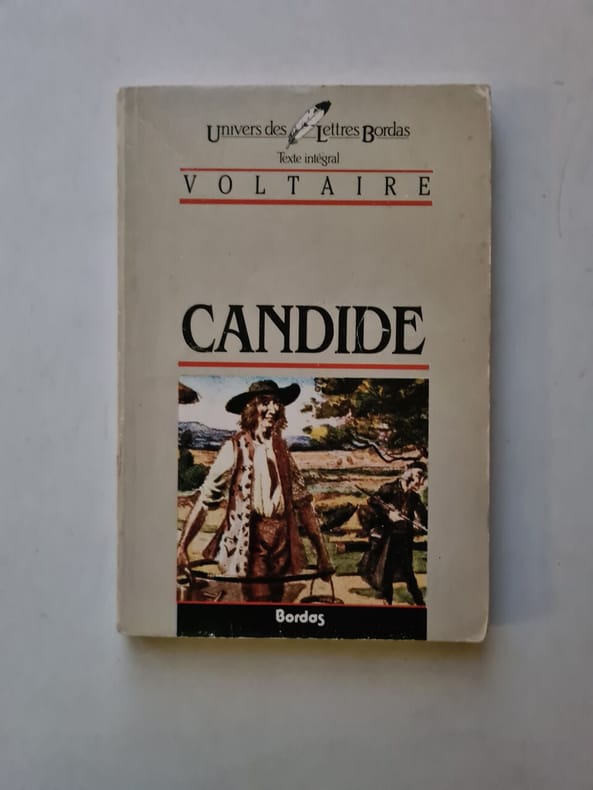 Univers des Lettres Bordas
Texte intégral
VOLTAIRE
CANDIDE
Bordas